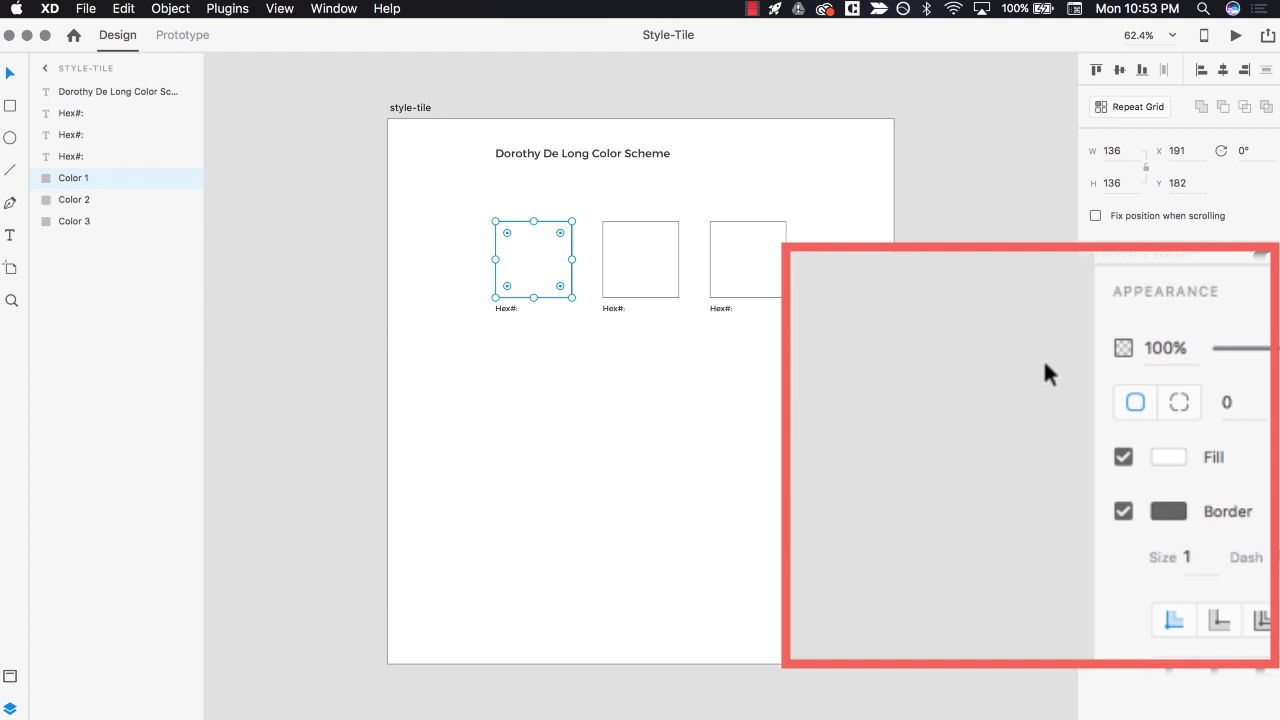 XD File Edit Object Plugins View Window Help 100% Mon 10:53 PM
Design Prototype Style-Tile 62.4%
STYLE-TILE
Dorothy De Long Color Sc...
Hex#:
Hex#:
Hex#:
Color 1
Color 2
Color 3
style-tile
Dorothy De Long Color Scheme
Hex#: Hex#: Hex#:
Repeat Grid
W 136 X 191 0°
H 136 Y 182
Fix position when scrolling
APPEARANCE
100%
0
Fill
Border
Size 1 Dash